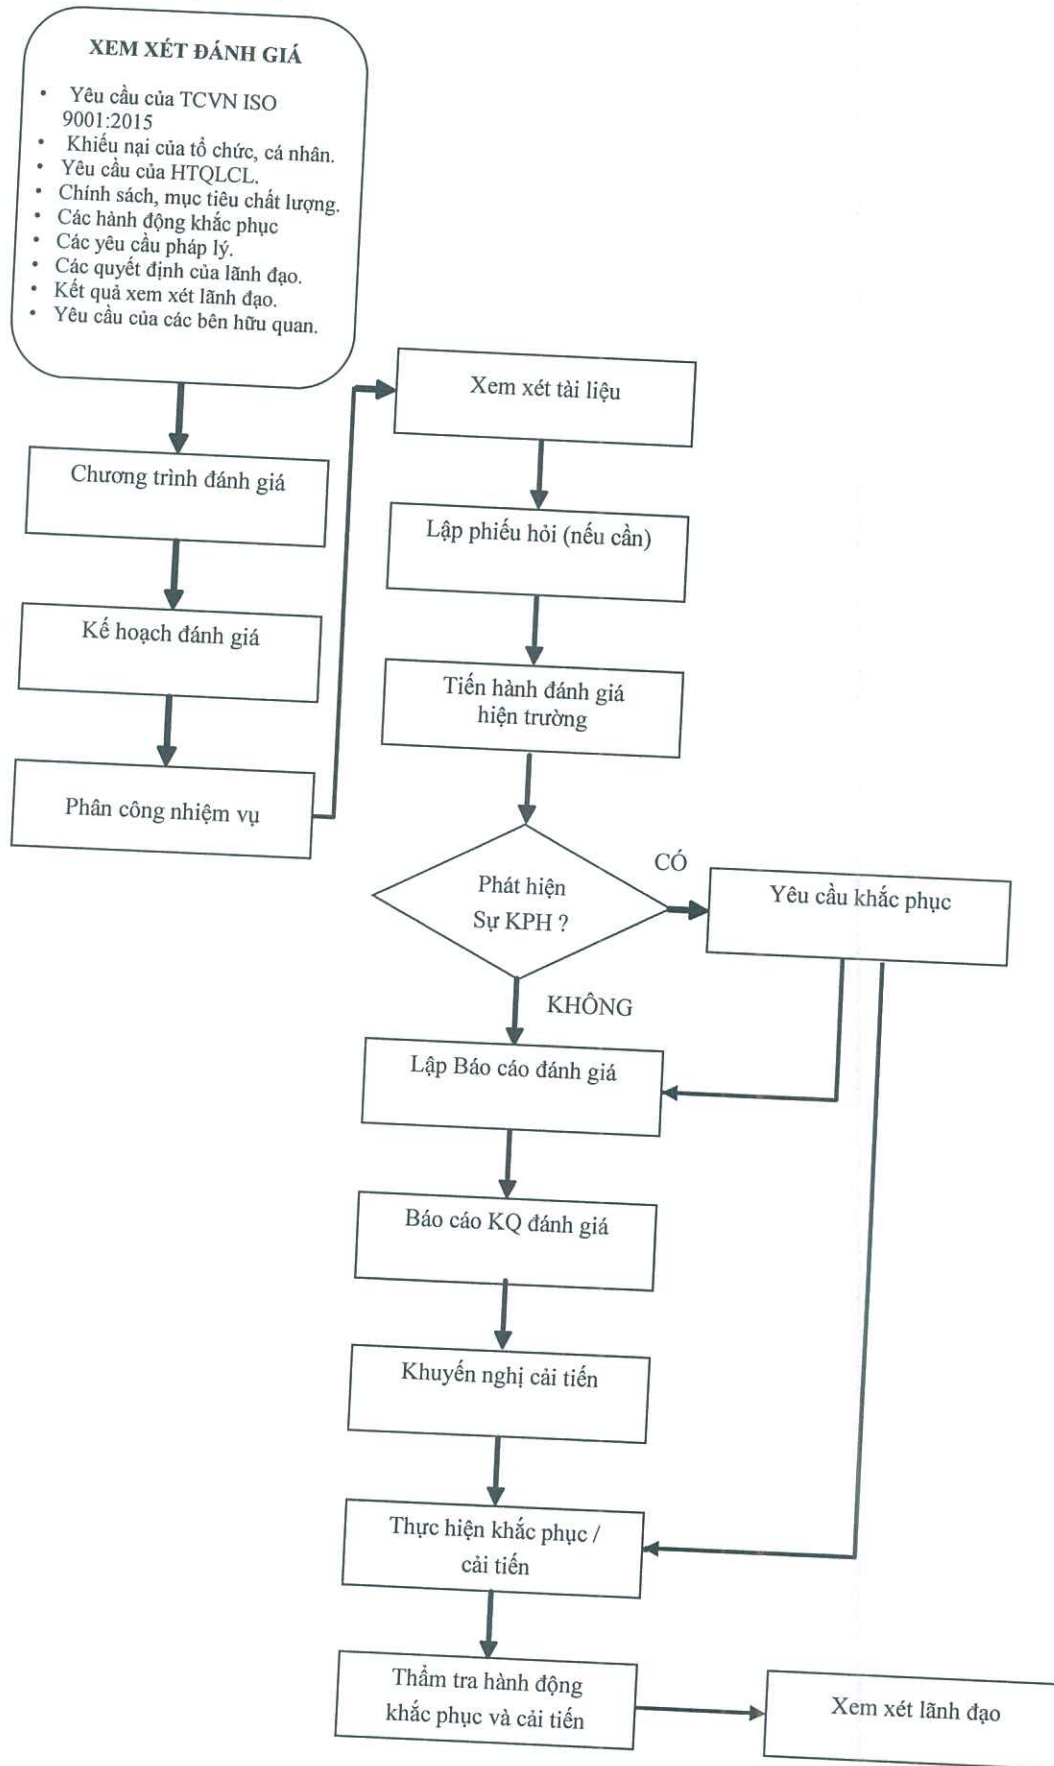 XEM XÉT ĐÁNH GIÁ
• Yêu cầu của TCVN ISO
9001:2015
• Khiếu nại của tổ chức, cá nhân.
• Yêu cầu của HTQLCL.
• Chính sách, mục tiêu chất lượng.
• Các hành động khắc phục
• Các yêu cầu pháp lý.
• Các quyết định của lãnh đạo.
• Kết quả xem xét lãnh đạo.
• Yêu cầu của các bên hữu quan.
Chương trình đánh giá
Kế hoạch đánh giá
Phân công nhiệm vụ
Xem xét tài liệu
Lập phiếu hỏi (nếu cần)
Tiến hành đánh giá
hiện trường
Phát hiện
Sự KPH ?
CÓ
Yêu cầu khắc phục
KHÔNG
Lập Báo cáo đánh giá
Báo cáo KQ đánh giá
Khuyến nghị cải tiến
Thực hiện khắc phục /
cải tiến
Thẩm tra hành động
khắc phục và cải tiến
Xem xét lãnh đạo